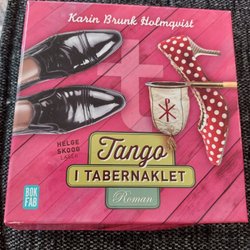 Karin Brunk Holmqvist
HELGE
SKOOG
LÄSER
Tango
I TABERNAKLET
Roman
BOK
FAB